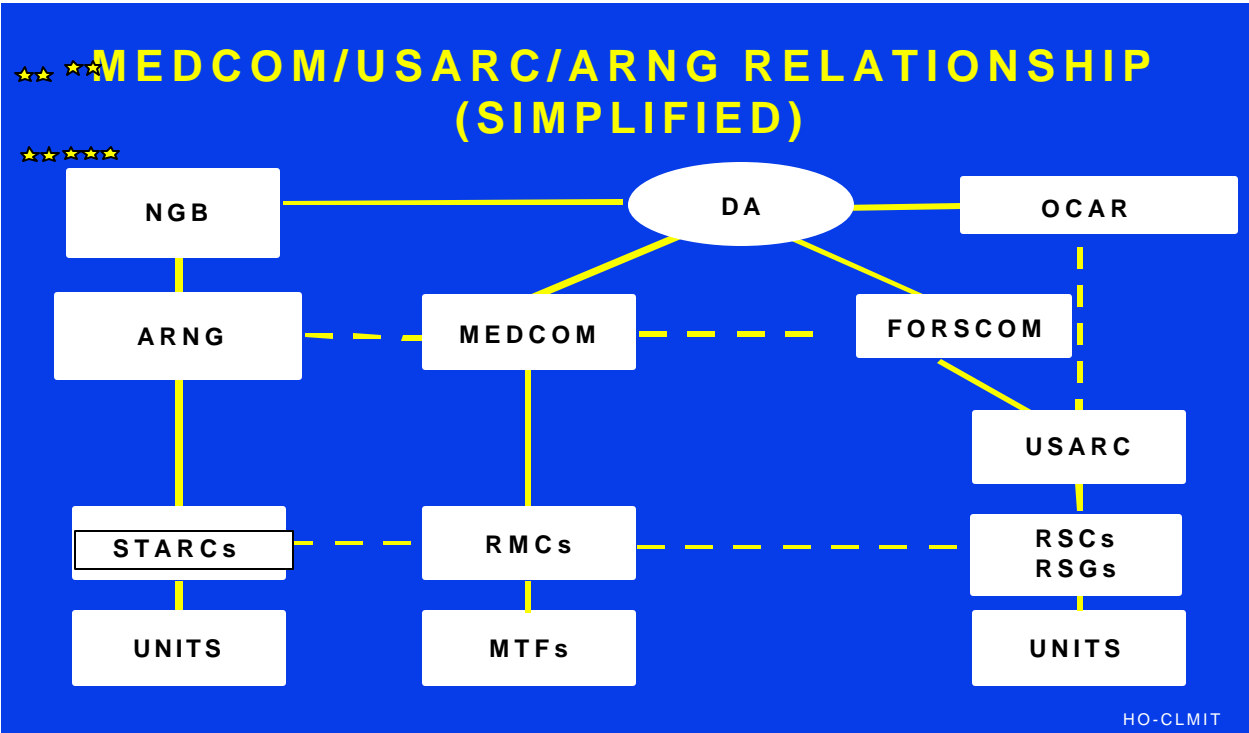 MEDCOM/USARC/ARNG RELATIONSHIP
(SIMPLIFIED)
NGB
DA
OCAR
ARNG
MEDCOM
FORSCOM
USARC
STARCs
RMCs
RSCs
RSGs
UNITS
MTFs
UNITS
HO-CLMIT